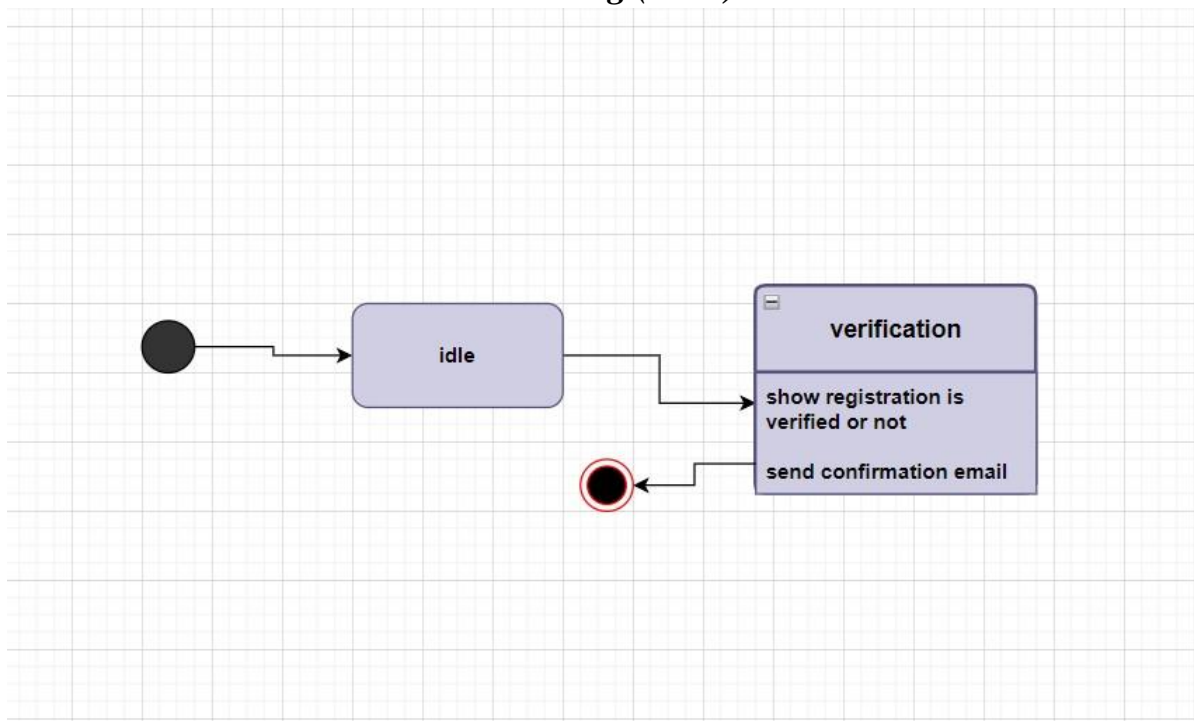 idle
verification
show registration is
verified or not
send confirmation email